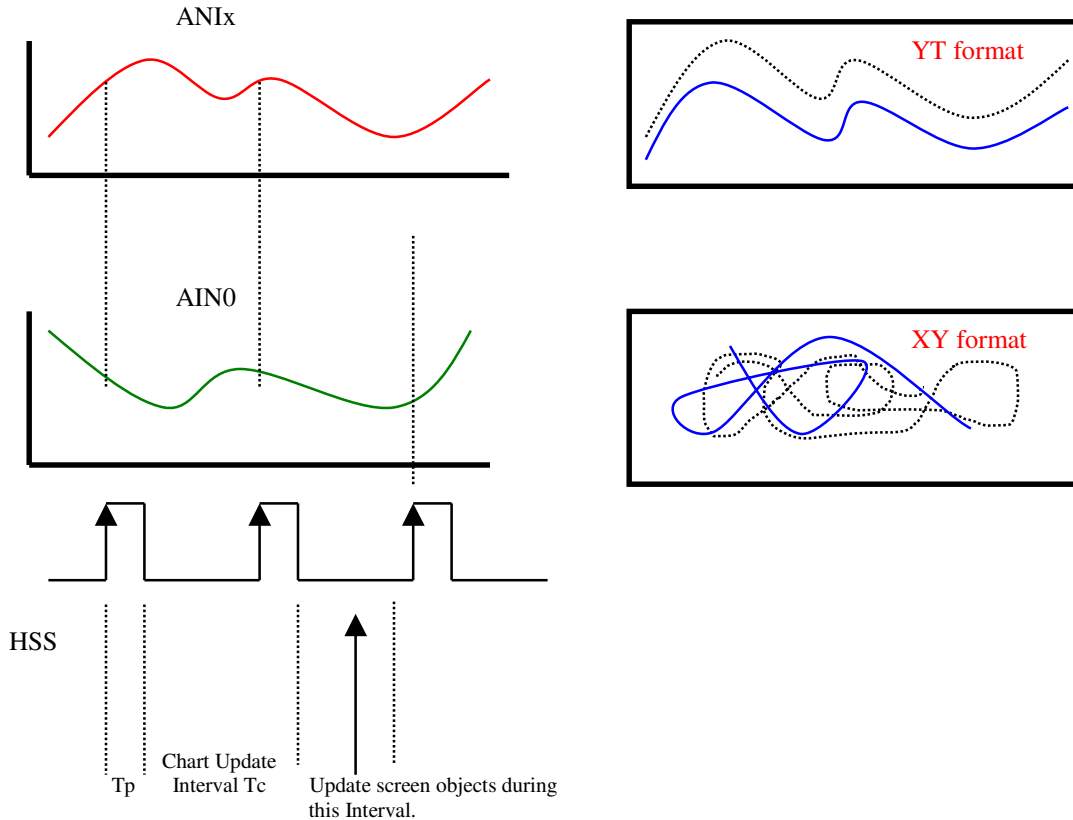 ANIx
YT format
AIN0
XY format
HSS
Tp
Chart Update
Interval Tc
Update screen objects during
this Interval.